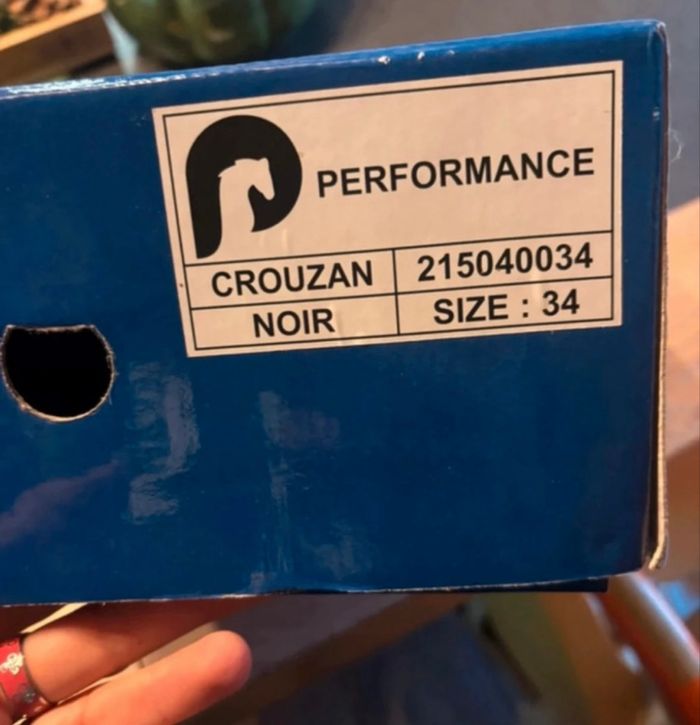 PERFORMANCE
CROUZAN 215040034
NOIR SIZE : 34